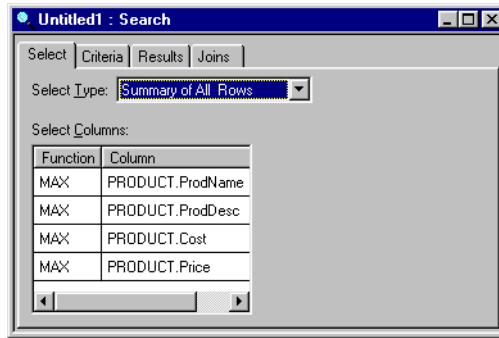 Untitled1 : Search
Select Criteria Results Joins
Select Type: Summary of All Rows
Select Columns:
Function Column
MAX PRODUCT.ProdName
MAX PRODUCT.ProdDesc
MAX PRODUCT.Cost
MAX PRODUCT.Price